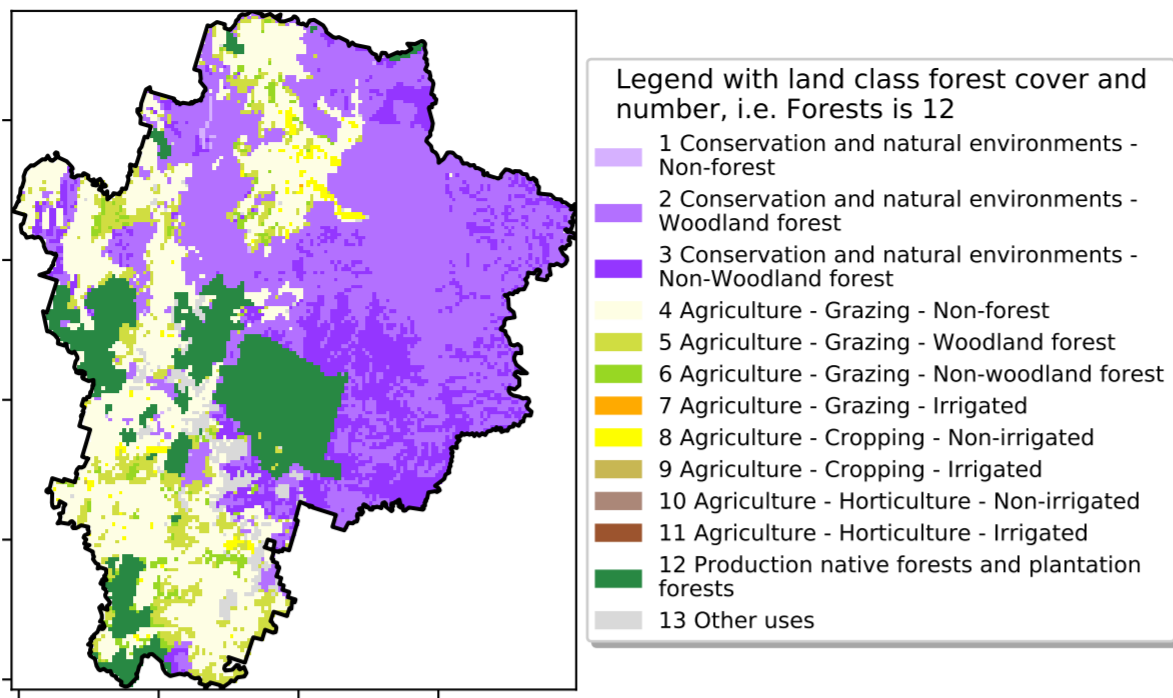 Legend with land class forest cover and
number, i.e. Forests is 12
1 Conservation and natural environments -
Non-forest
2 Conservation and natural environments -
Woodland forest
3 Conservation and natural environments -
Non-Woodland forest
4 Agriculture - Grazing - Non-forest
5 Agriculture - Grazing - Woodland forest
6 Agriculture - Grazing - Non-woodland forest
7 Agriculture - Grazing - Irrigated
8 Agriculture - Cropping - Non-irrigated
9 Agriculture - Cropping - Irrigated
10 Agriculture - Horticulture - Non-irrigated
11 Agriculture - Horticulture - Irrigated
12 Production native forests and plantation
forests
13 Other uses